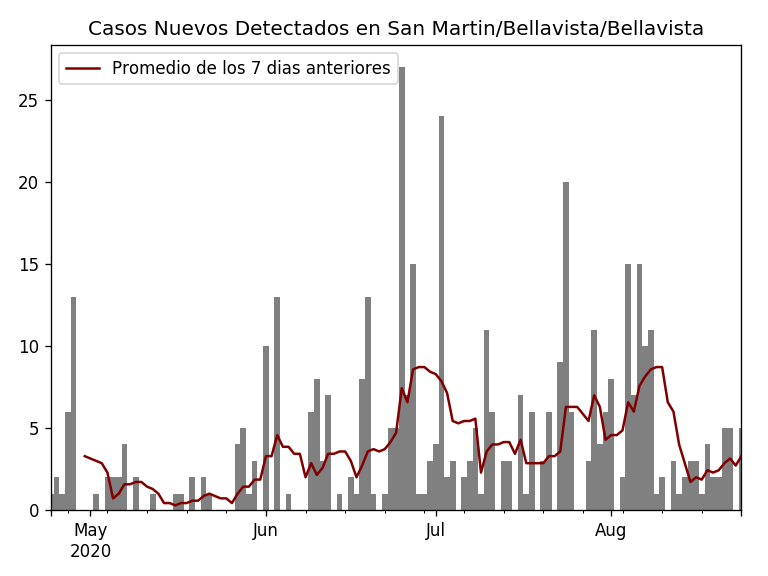 Casos Nuevos Detectados en San Martin/Bellavista/Bellavista
Promedio de los 7 dias anteriores
25
20
15
10
5
0
May
2020
Jun
Jul
Aug